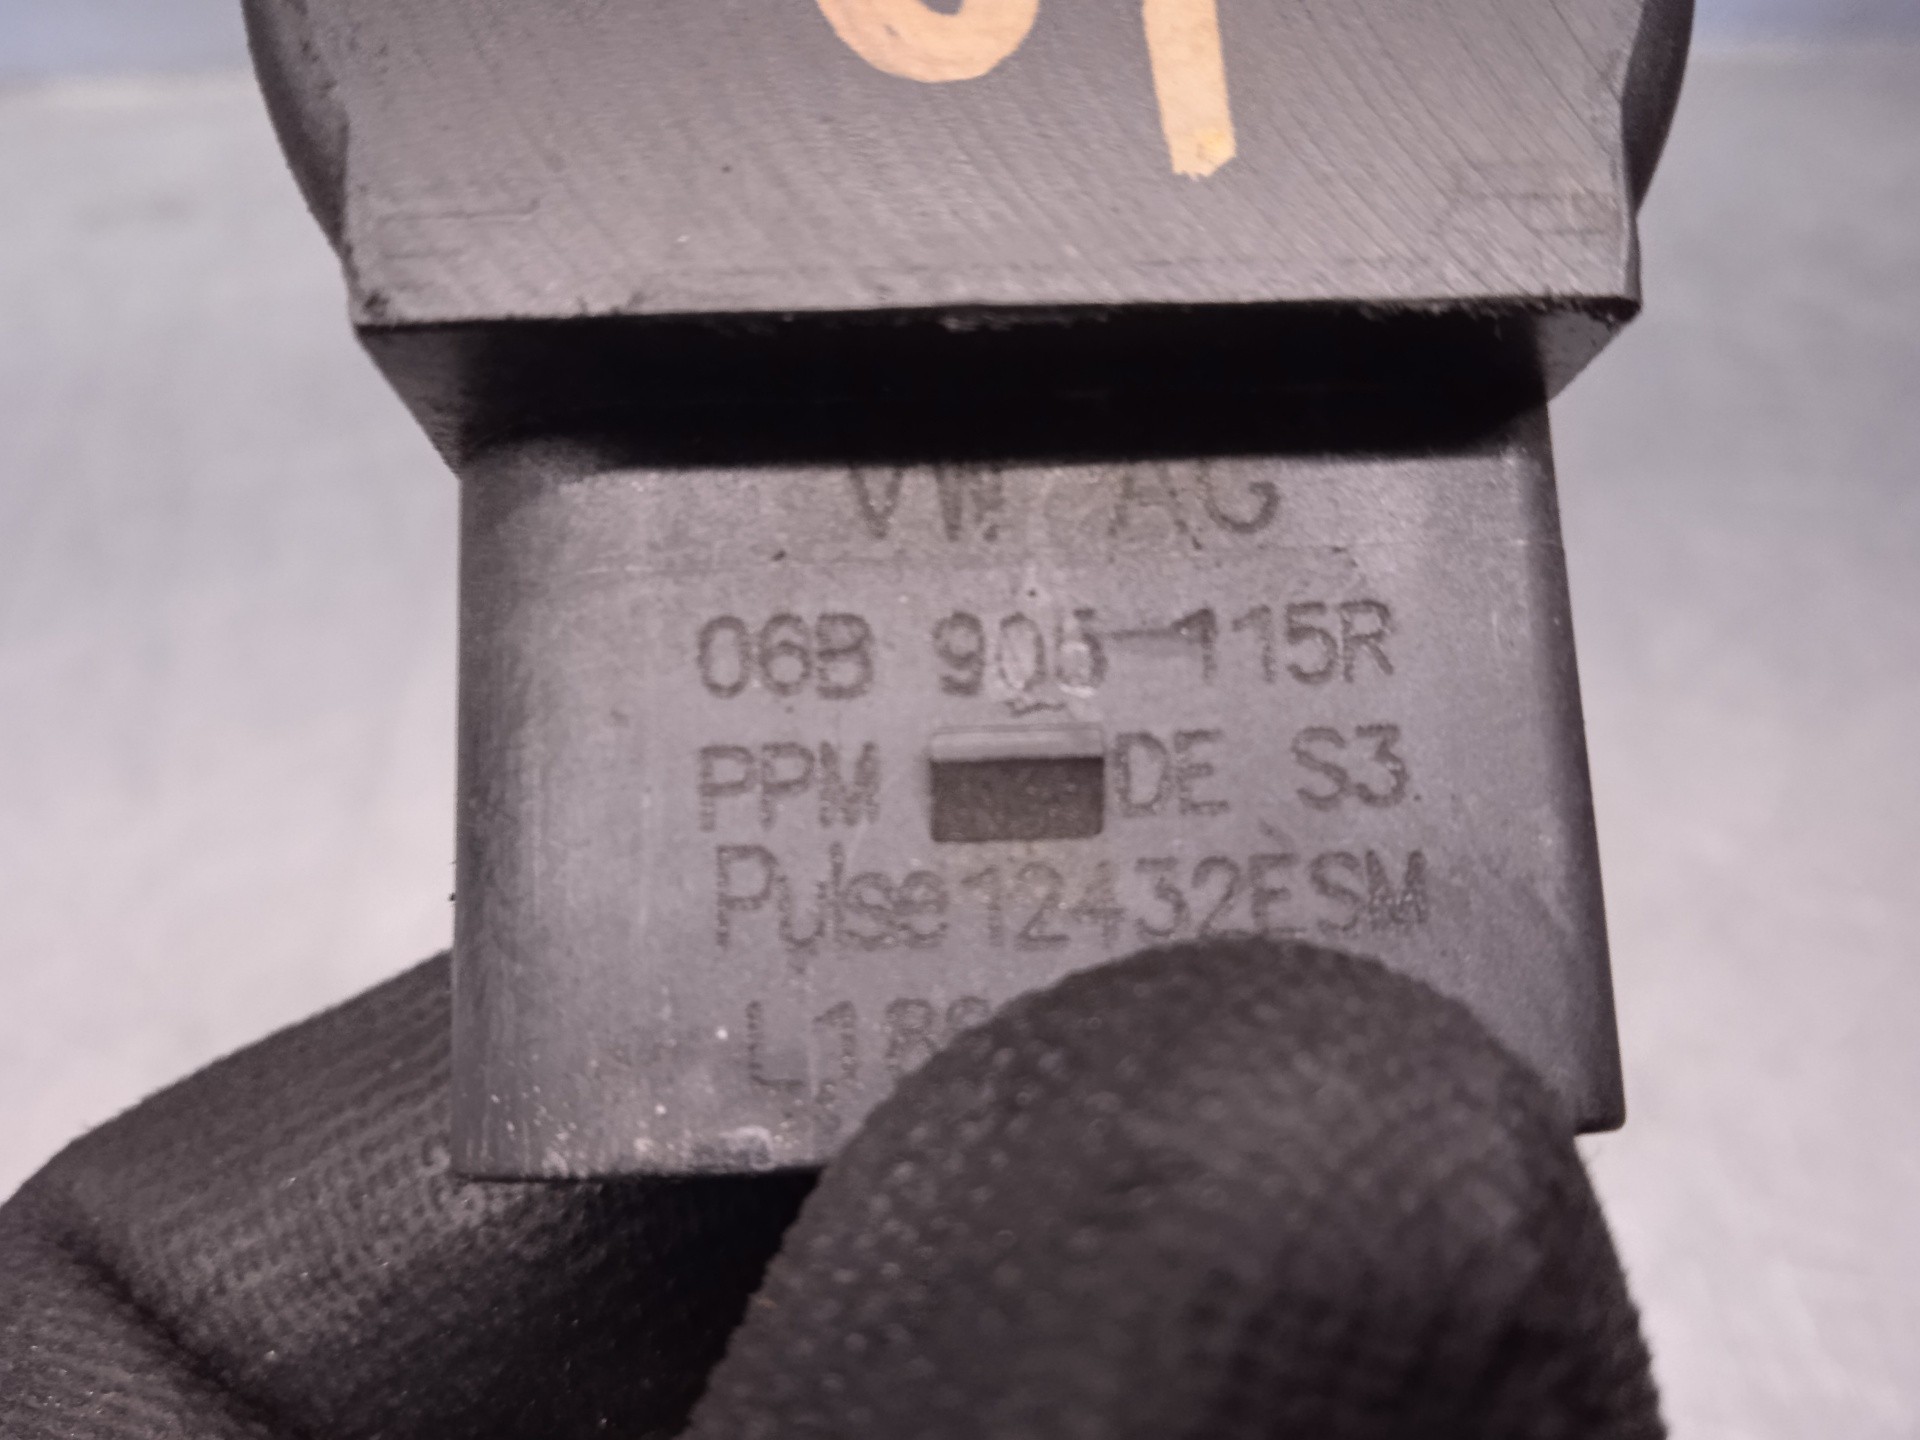 VW AG
06B 905 115R
PPM DE S3
Pulse12432ESM